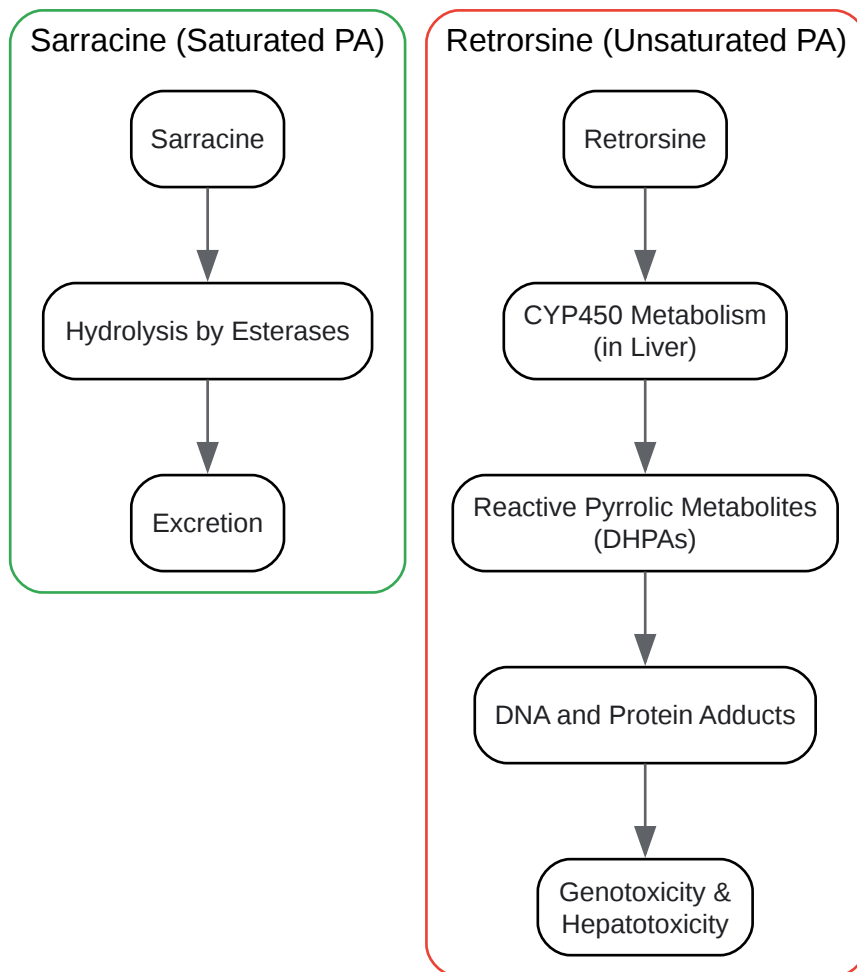 Sarracine (Saturated PA)
Sarracine
Hydrolysis by Esterases
Excretion
Retrorsine (Unsaturated PA)
Retrorsine
CYP450 Metabolism
(in Liver)
Reactive Pyrrolic Metabolites
(DHPAs)
DNA and Protein Adducts
Genotoxicity &
Hepatotoxicity